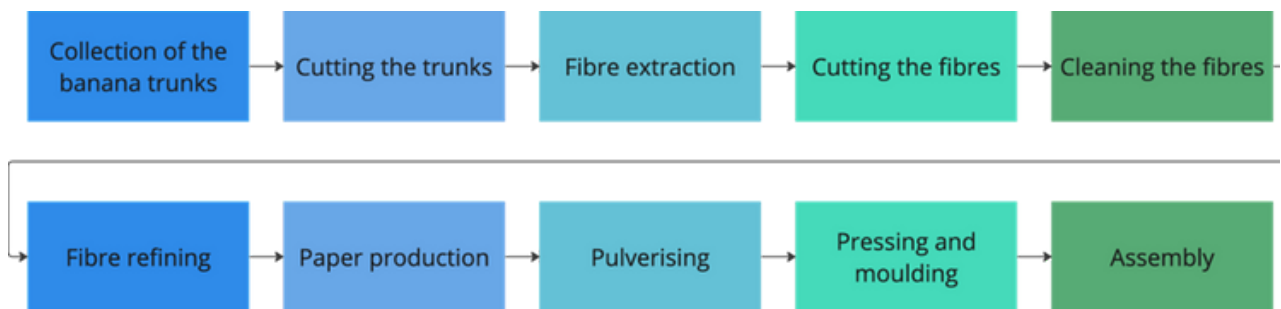 Collection of the
banana trunks
Cutting the trunks
Fibre extraction
Cutting the fibres
Cleaning the fibres
Fibre refining
Paper production
Pulverising
Pressing and
moulding
Assembly